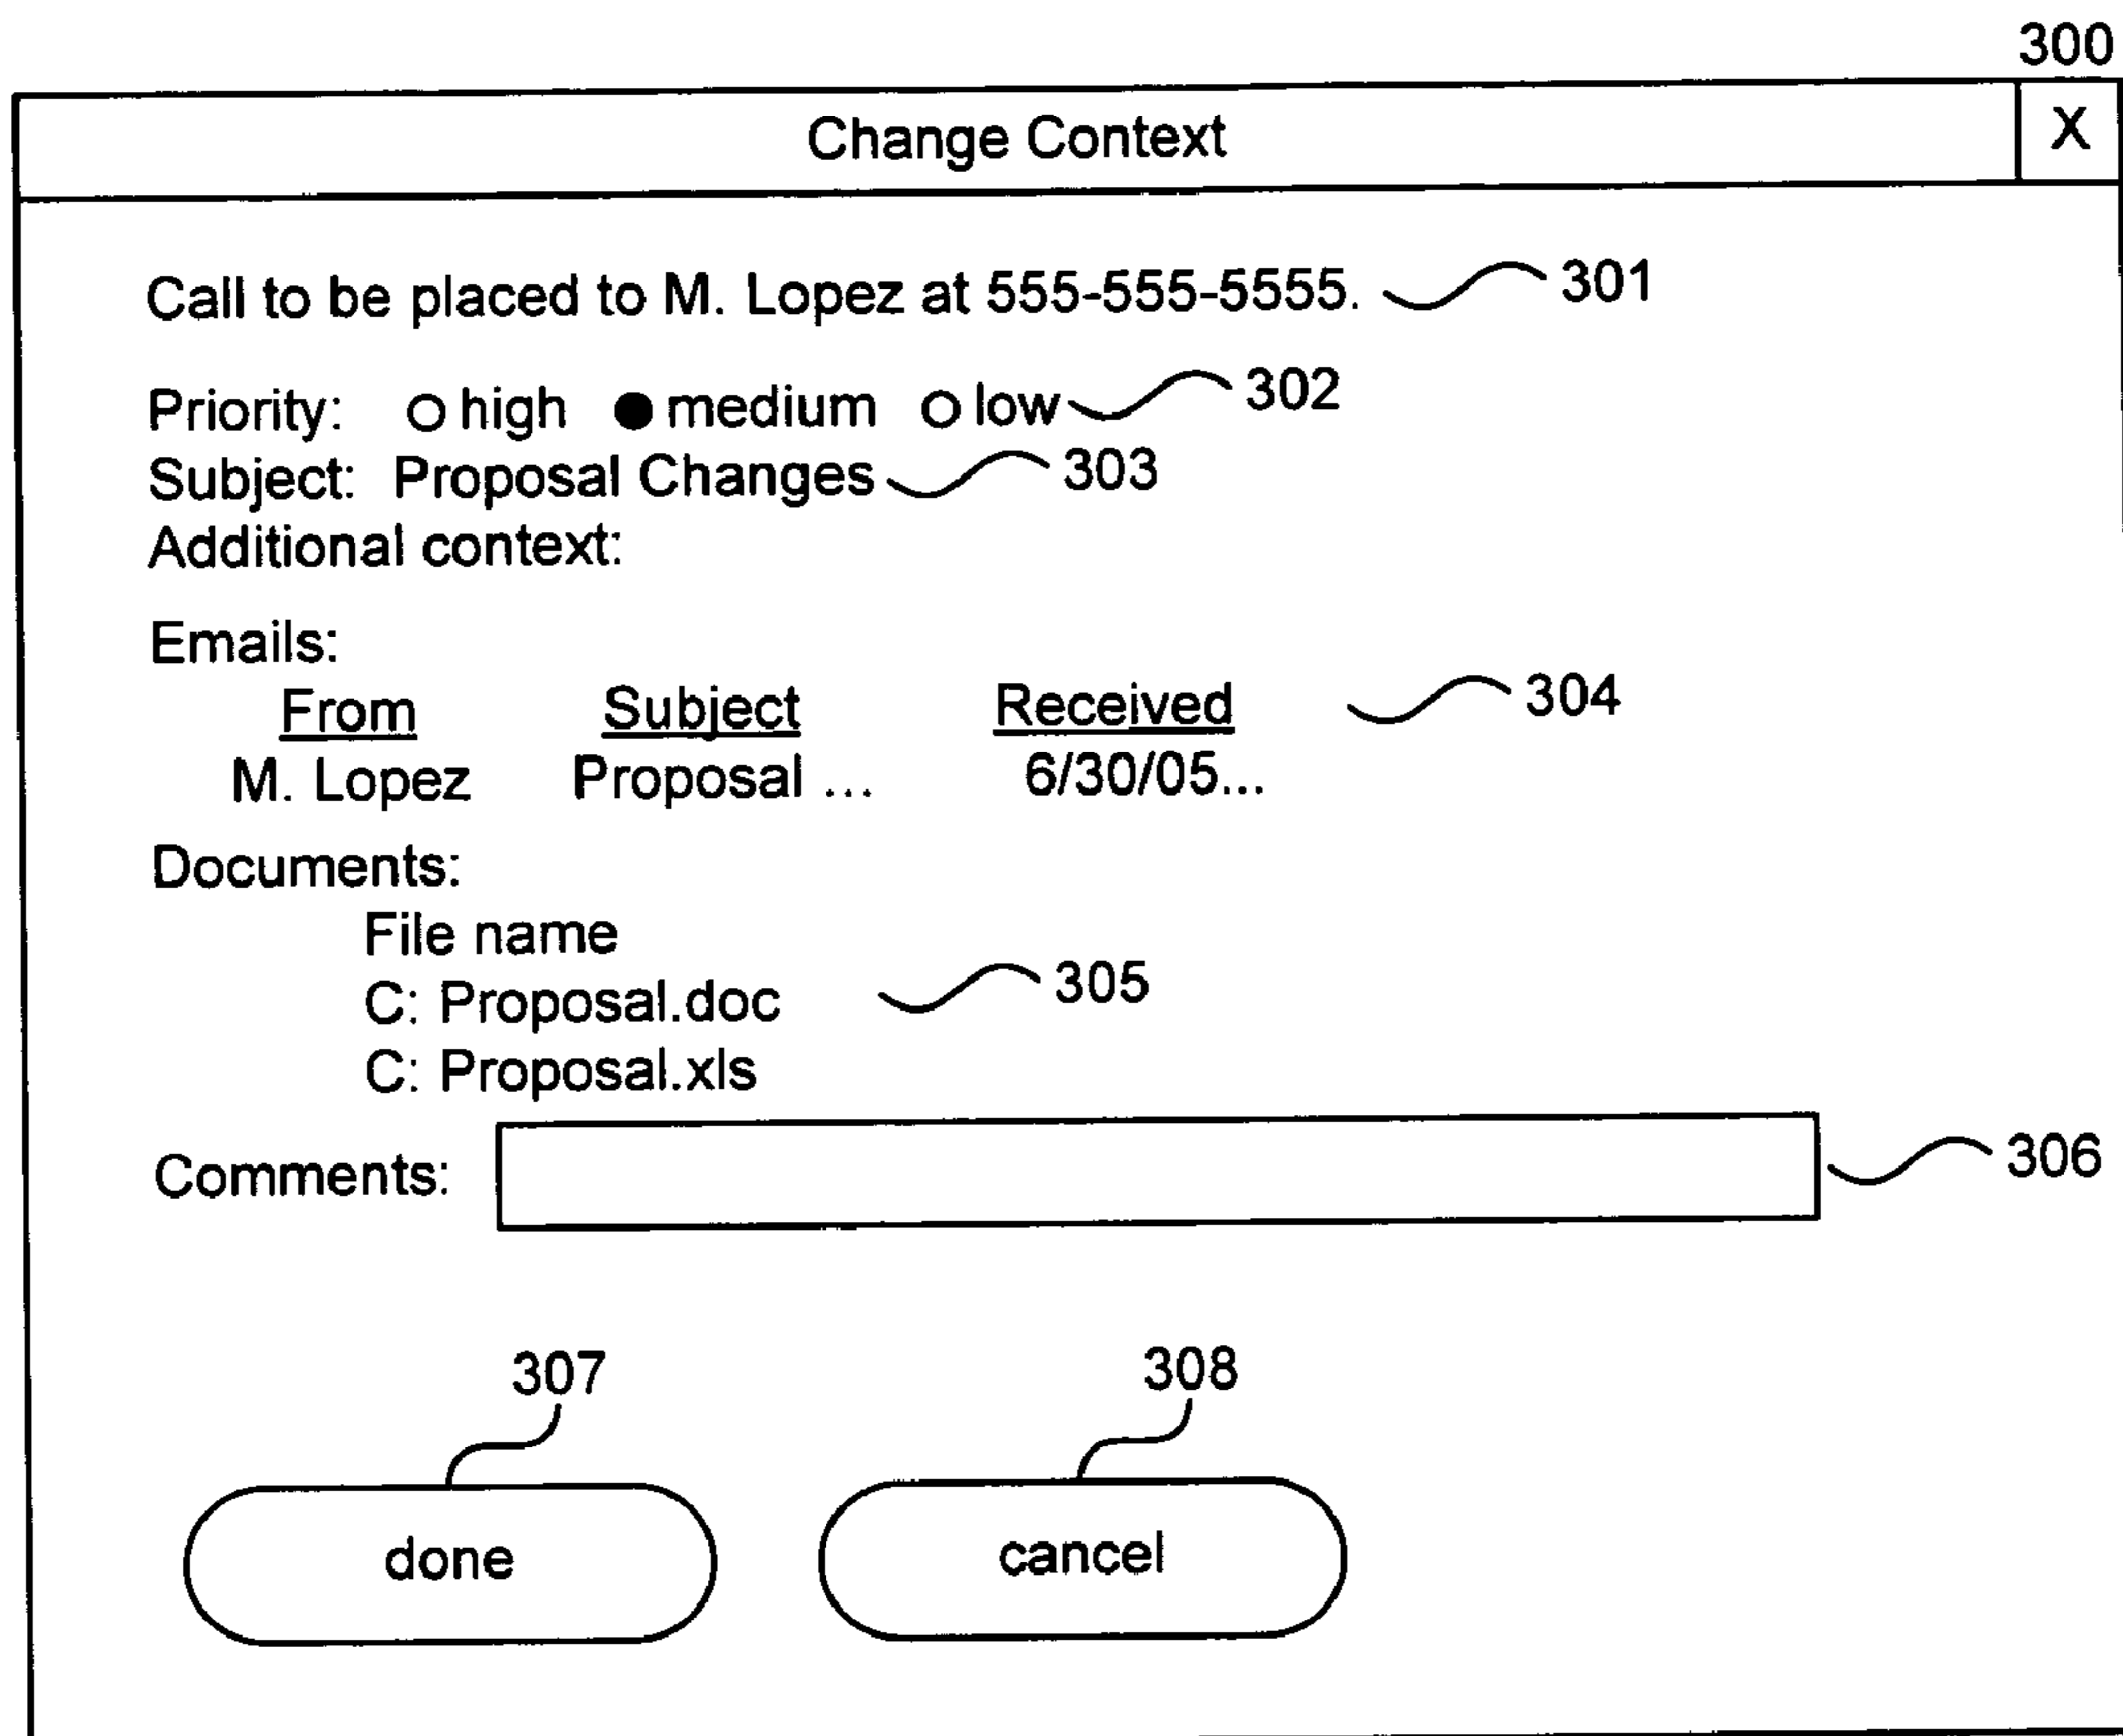 300
Change Context X
Call to be placed to M. Lopez at 555-555-5555. 301
Priority: high medium low 302
Subject: Proposal Changes 303
Additional context:
Emails:
From Subject Received 304
M. Lopez Proposal ... 6/30/05...
Documents:
File name
C: Proposal.doc 305
C: Proposal.xls
Comments: 306
307 308
done cancel